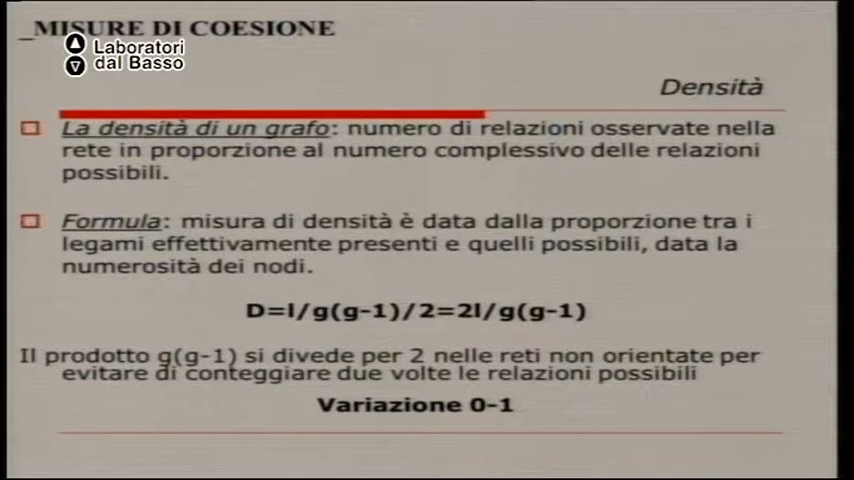 _MISURE DI COESIONE
Laboratori
dal Basso
Densità
La densità di un grafo: numero di relazioni osservate nella
rete in proporzione al numero complessivo delle relazioni
possibili.
Formula: misura di densità è data dalla proporzione tra i
legami effettivamente presenti e quelli possibili, data la
numerosità dei nodi.
D=l/g(g-1)/2=2l/g(g-1)
Il prodotto g(g-1) si divede per 2 nelle reti non orientate per
evitare di conteggiare due volte le relazioni possibili
Variazione 0-1